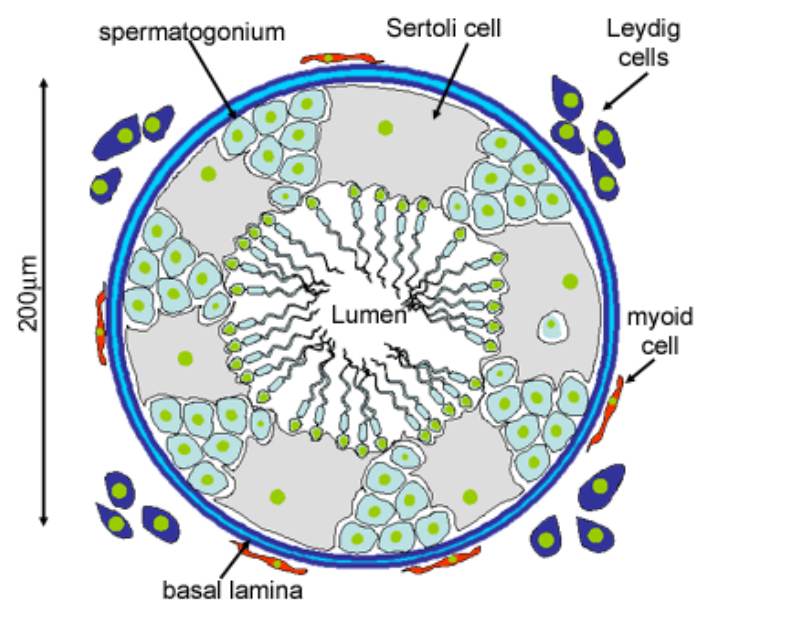 spermatogonium
Sertoli cell
Leydig
cells
200µm
Lumen
myoid
cell
basal lamina